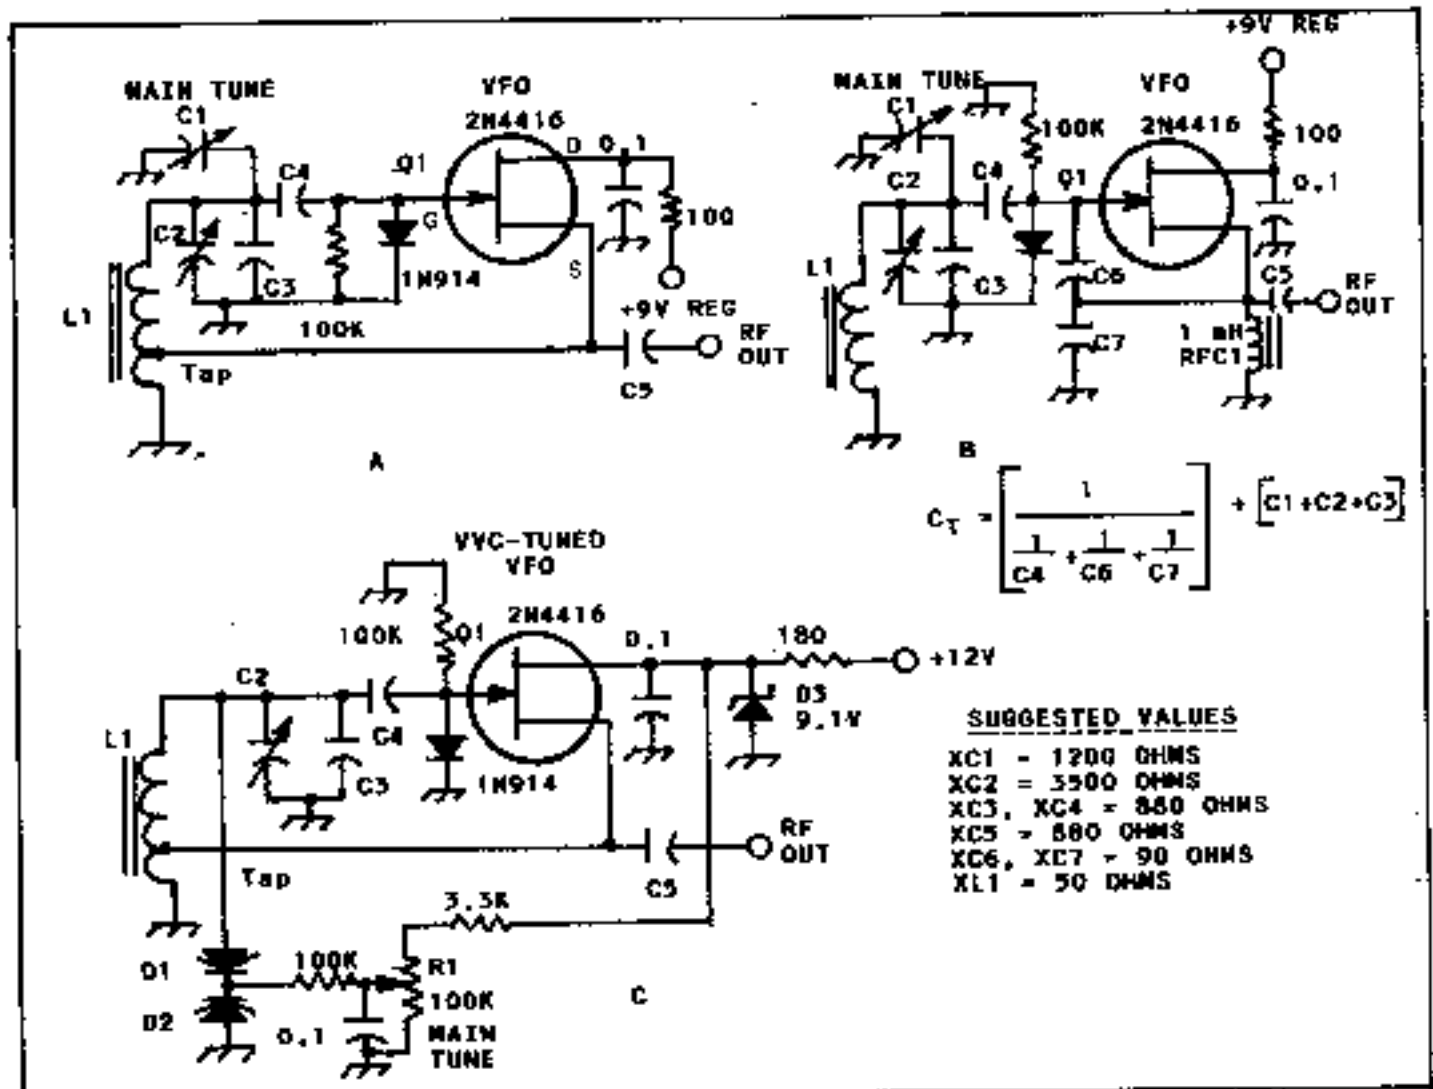 MAIN TUNE
C1
VFO
2N4416
D
0.1
C4
Q1
G
C2
C3
1N914
S
100
+9V REG
L1
100K
Tap
RF
OUT
C5
A
+9V REG
MAIN TUNE
C1
VFO
100K
2N4416
100
C2
C4
Q1
0.1
L1
C3
C6
C5
RF
OUT
C7
1 mH
RFC1
B
CT = [ 1 / ( 1/C4 + 1/C6 + 1/C7 ) ] + [C1+C2+C3]
VVC-TUNED
VFO
2N4416
100K
Q1
0.1
180
+12V
C2
D3
9.1V
L1
C4
C3
1N914
RF
OUT
Tap
C5
3.3K
D1
100K
R1
100K
D2
0.1
MAIN
TUNE
C
SUGGESTED VALUES
XC1 - 1200 OHMS
XC2 = 3500 OHMS
XC3, XC4 = 880 OHMS
XC5 = 680 OHMS
XC6, XC7 - 90 OHMS
XL1 = 50 OHMS